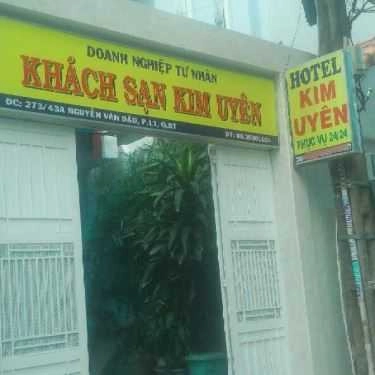 DOANH NGHIỆP TƯ NHÂN
KHÁCH SẠN KIM UYÊN
ĐC: 273/43A NGUYỄN VĂN ĐẬU, P.11, Q.BT
ĐT:
HOTEL
KIM
UYÊN
PHỤC VỤ 24/24